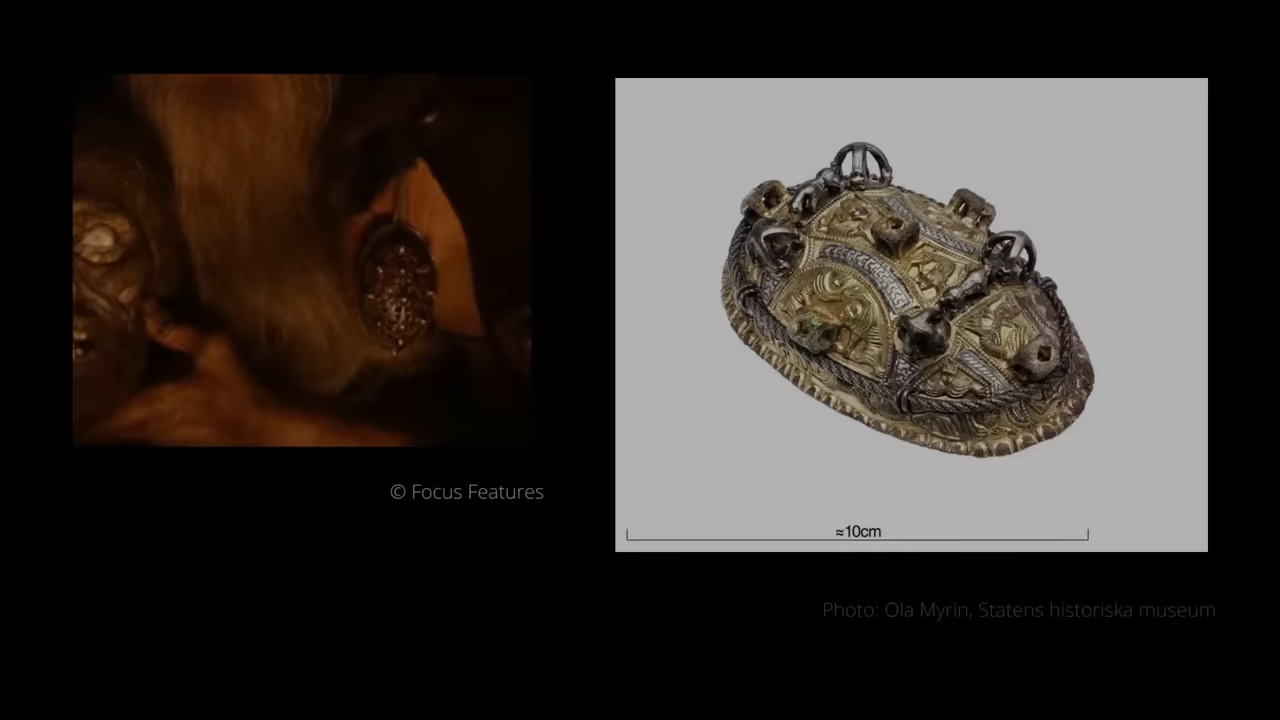 © Focus Features
≈10cm
Photo: Ola Myrin, Statens historiska museum